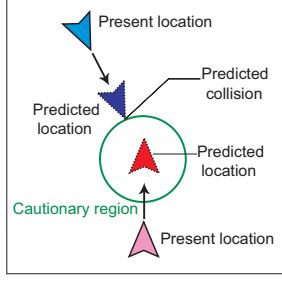 Present location
Predicted
collision
Predicted
location
Predicted
location
Cautionary region
Present location